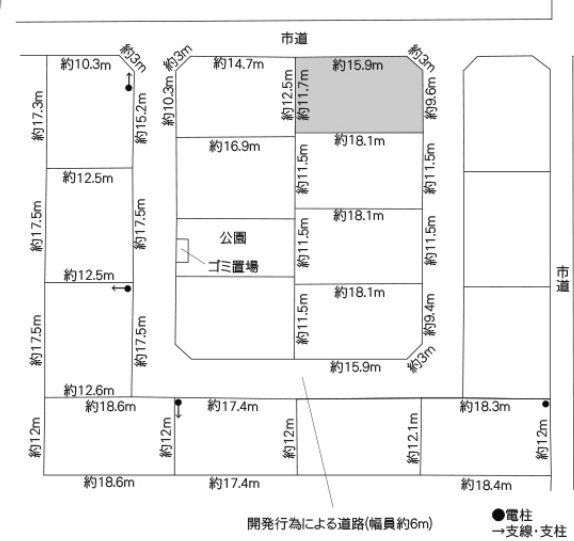 市道
約10.3m
約3m
約3m
約14.7m
約15.9m
約3m
約17.3m
約15.2m
約10.3m
約12.5m
約11.7m
約9.6m
約12.5m
約16.9m
約18.1m
約17.5m
約17.5m
約11.5m
約11.5m
約18.1m
公園
ゴミ置場
約11.5m
約11.5m
約12.5m
約18.1m
市道
約17.5m
約17.5m
約11.5m
約9.4m
約3m
約15.9m
約12.6m
約18.6m
約17.4m
約18.3m
約12m
約12m
約12m
約12.1m
約12m
約18.6m
約17.4m
約18.4m
開発行為による道路(幅員約6m)
●電柱
→支線・支柱